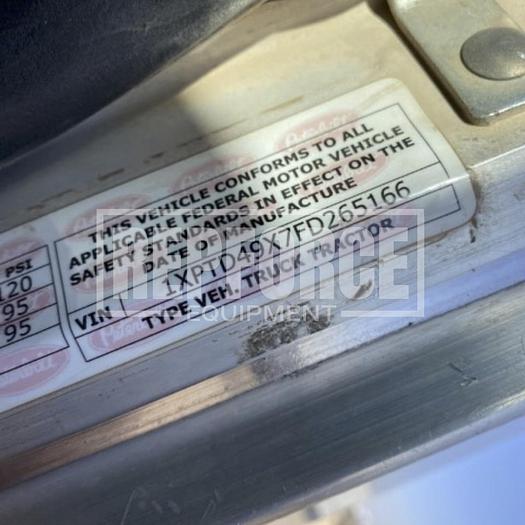 PSI
120
95
95
THIS VEHICLE CONFORMS TO ALL
APPLICABLE FEDERAL MOTOR VEHICLE
SAFETY STANDARDS IN EFFECT ON THE
DATE OF MANUFACTURE
VIN 1XPTD49X7FD265166
TYPE VEH. TRUCK TRACTOR
EQUIPMENT